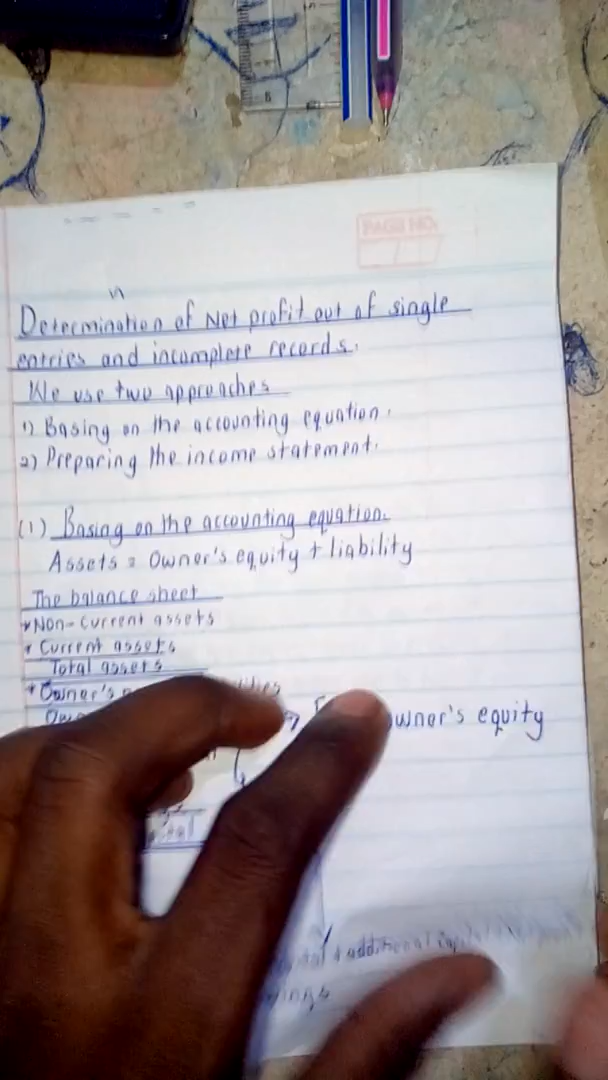 PAGE NO.
n
Determination of Net profit out of single
entries and incomplete records.
We use two approaches
1) Basing on the accounting equation.
2) Preparing the income statement.
(1) Basing on the accounting equation.
Assets = Owner's equity + liability
The balance sheet
* Non-current assets
* Current assets
Total assets
* Owner's
owner's equity
& additional